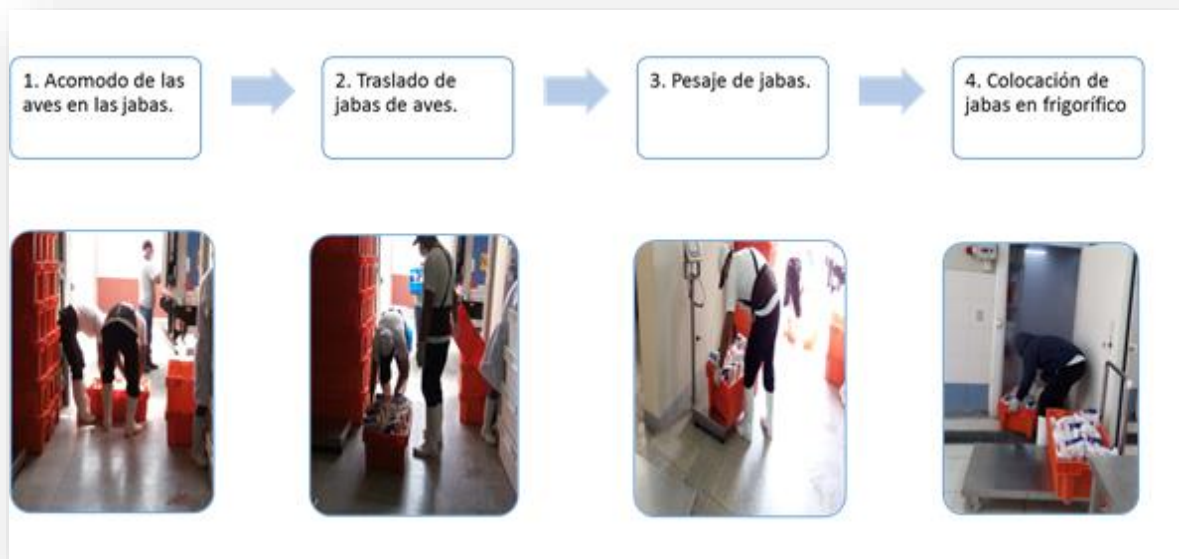 1. Acomodo de las
aves en las jabas.
2. Traslado de
jabas de aves.
3. Pesaje de jabas.
4. Colocación de
jabas en frigorífico